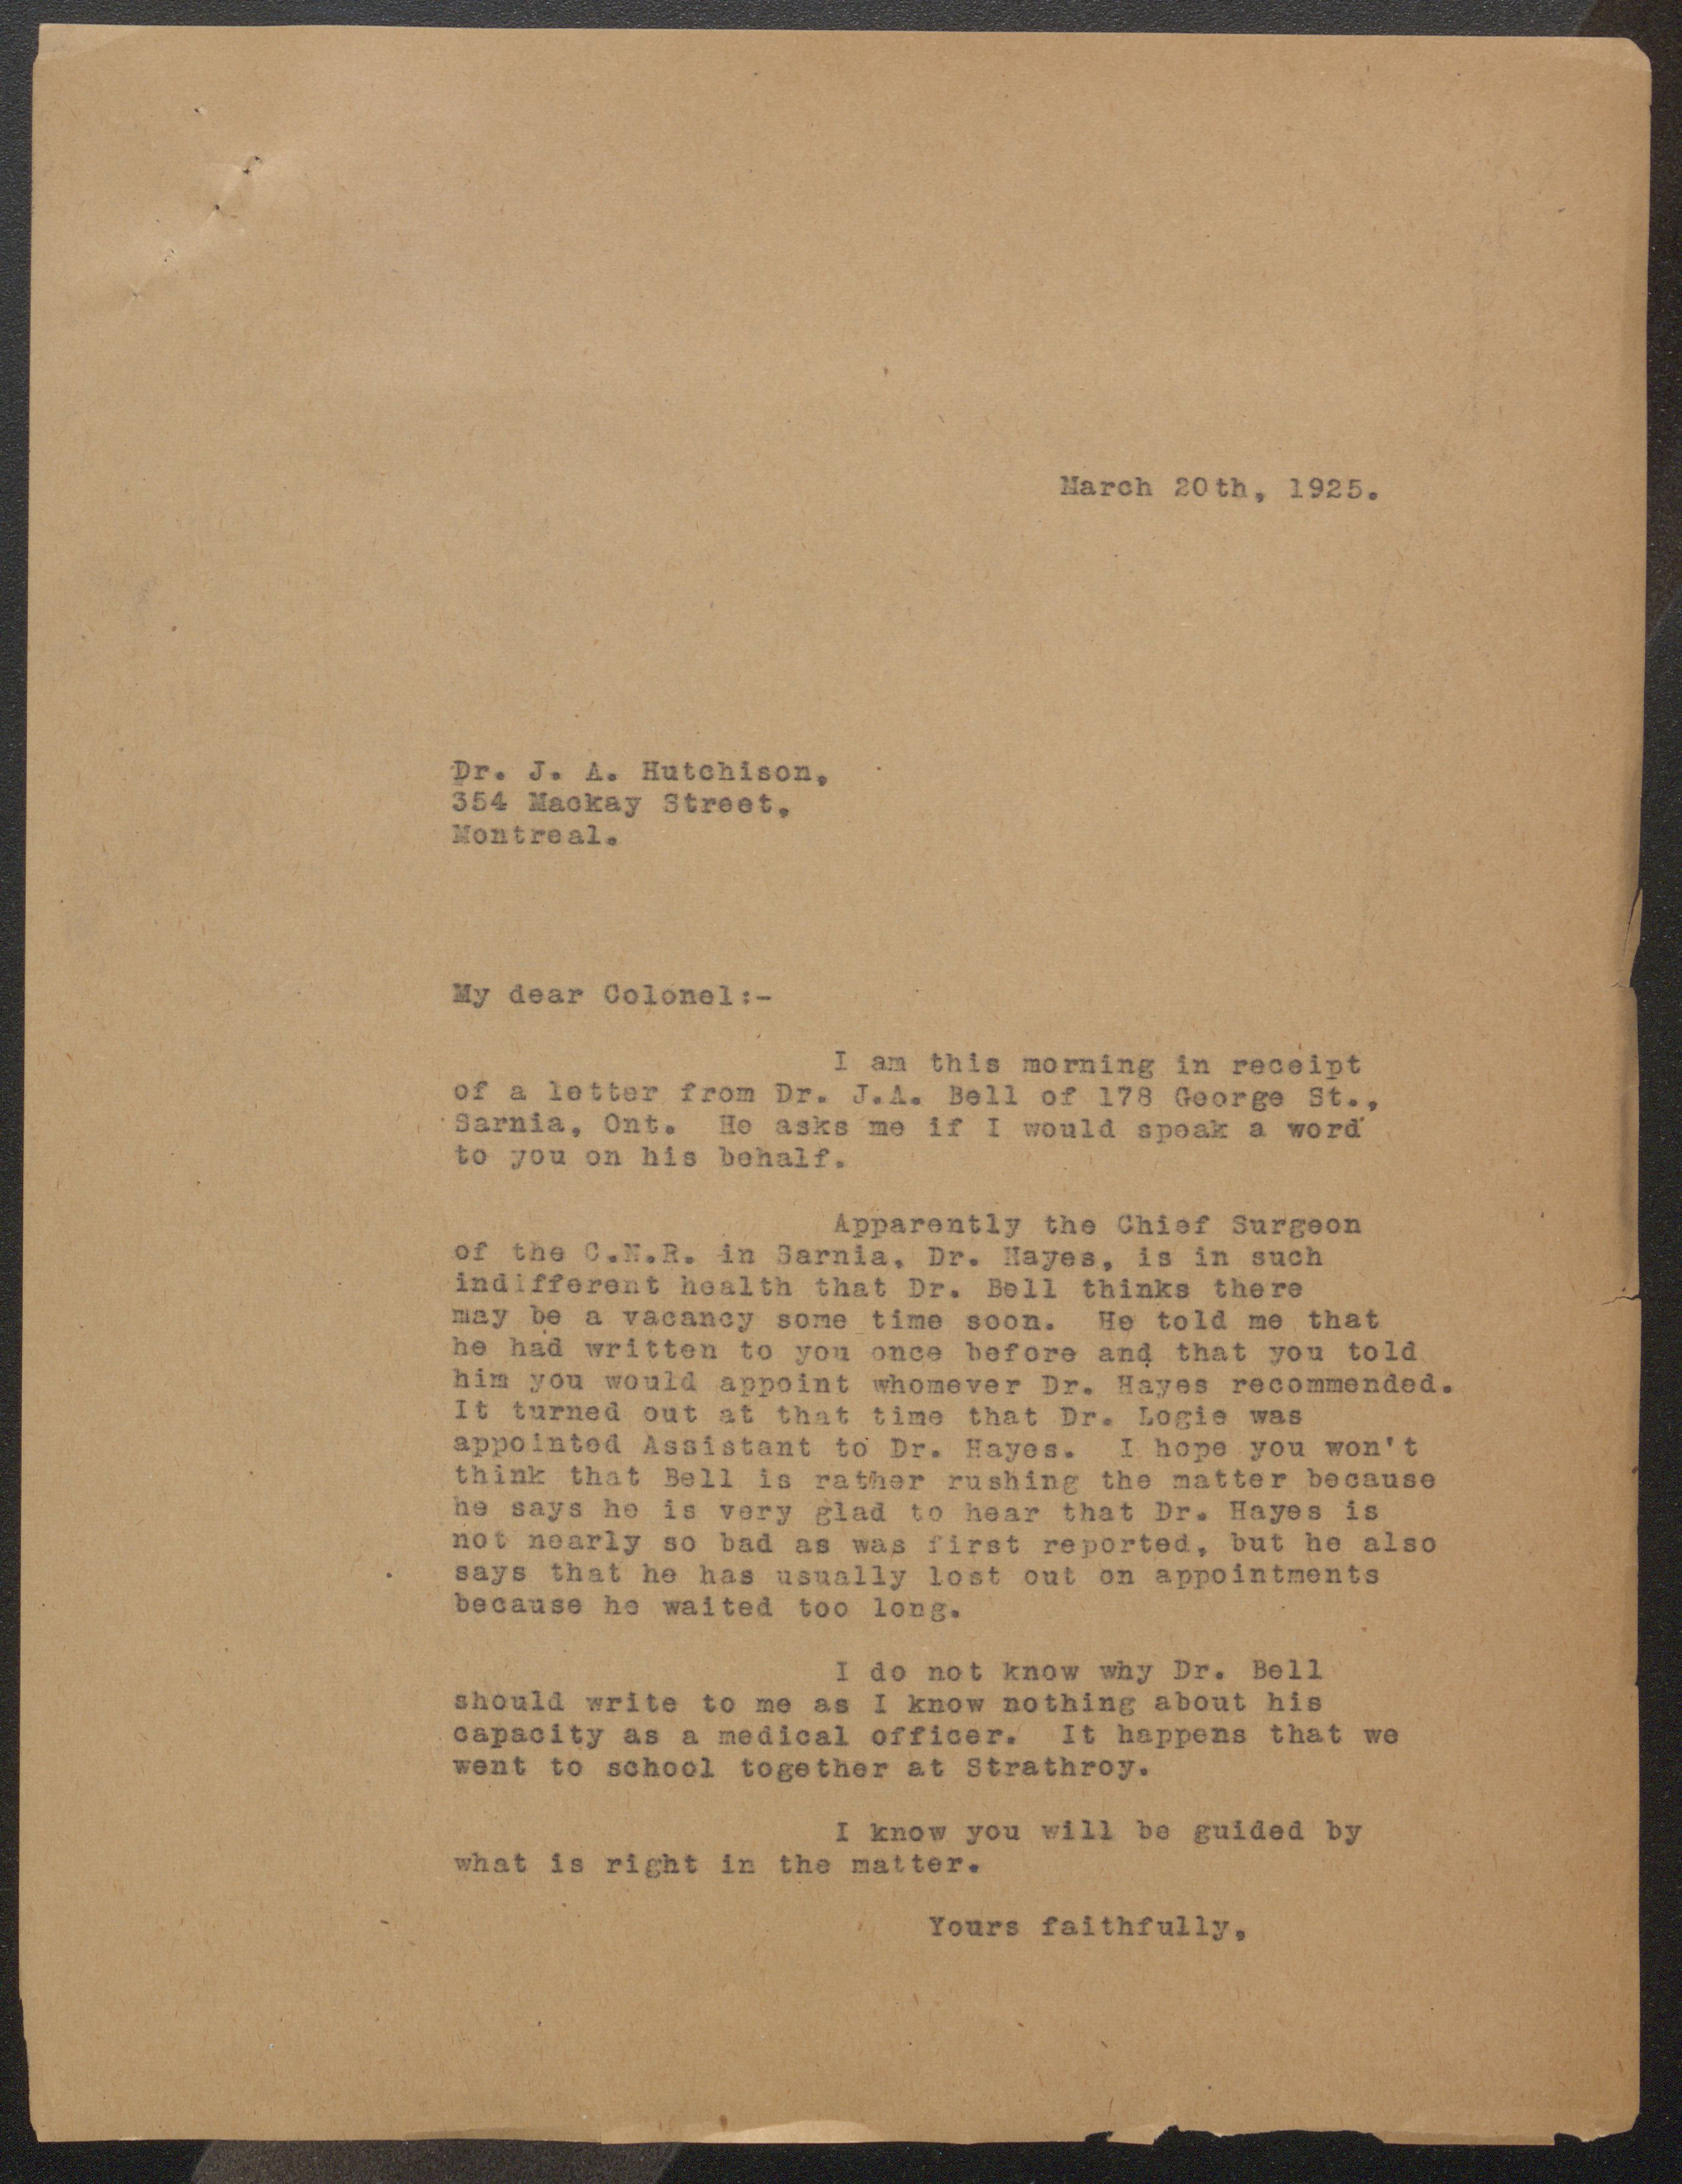 March 20th, 1925.
Dr. J. A. Hutchison,
354 Mackay Street,
Montreal.
My dear Colonel:-
I am this morning in receipt
of a letter from Dr. J.A. Bell of 178 George St.,
Sarnia, Ont. He asks me if I would speak a word
to you on his behalf.
Apparently the Chief Surgeon
of the C.N.R. in Sarnia, Dr. Hayes, is in such
indifferent health that Dr. Bell thinks there
may be a vacancy some time soon. He told me that
he had written to you once before and that you told
him you would appoint whomever Dr. Hayes recommended.
It turned out at that time that Dr. Logie was
appointed Assistant to Dr. Hayes. I hope you won't
think that Bell is rather rushing the matter because
he says he is very glad to hear that Dr. Hayes is
not nearly so bad as was first reported, but he also
says that he has usually lost out on appointments
because he waited too long.
I do not know why Dr. Bell
should write to me as I know nothing about his
capacity as a medical officer. It happens that we
went to school together at Strathroy.
I know you will be guided by
what is right in the matter.
Yours faithfully,